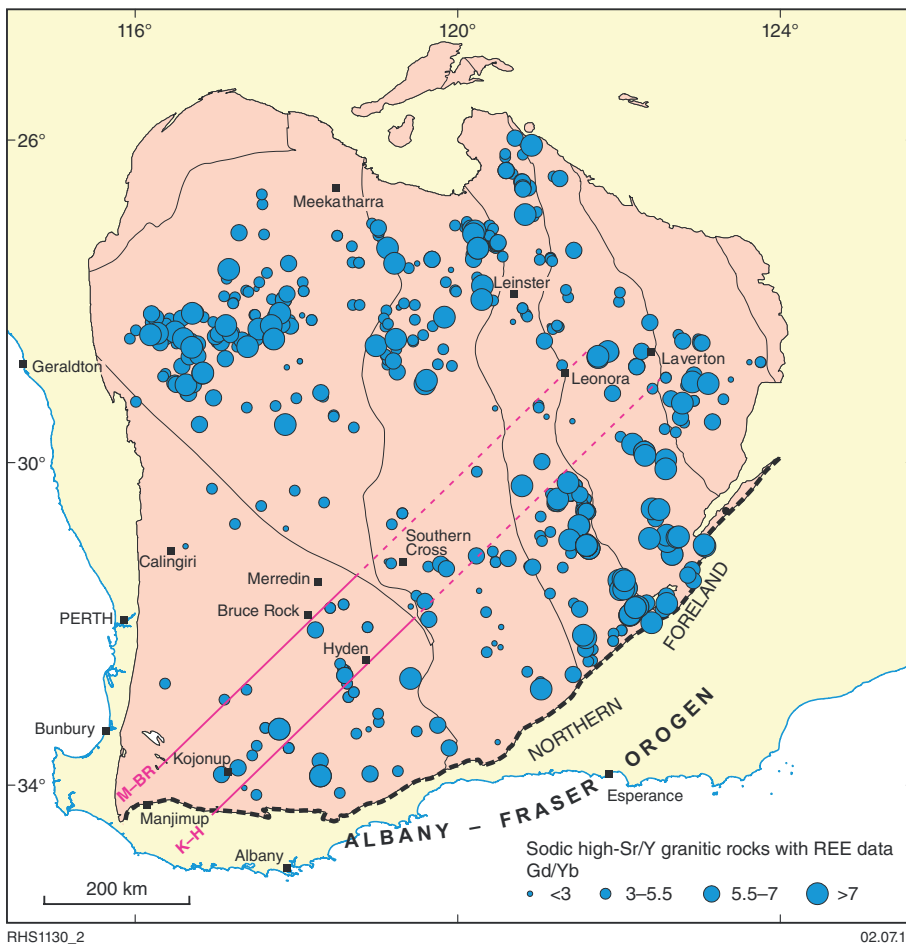 116°
120°
124°
26°
Meekatharra
Leinster
Geraldton
Laverton
Leonora
30°
Southern
Cross
Calingiri
Merredin
Bruce Rock
PERTH
Hyden
FORELAND
NORTHERN
Bunbury
Kojonup
M–BR
34°
Manjimup
K–H
Esperance
ALBANY – FRASER OROGEN
Albany
Sodic high-Sr/Y granitic rocks with REE data
Gd/Yb
<3 3–5.5 5.5–7 >7
200 km
RHS1130_2 02.07.1